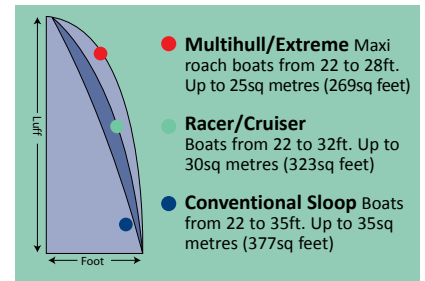 Luff
Foot
Multihull/Extreme Maxi
roach boats from 22 to 28ft.
Up to 25sq metres (269sq feet)
Racer/Cruiser
Boats from 22 to 32ft. Up to
30sq metres (323sq feet)
Conventional Sloop Boats
from 22 to 35ft. Up to 35sq
metres (377sq feet)